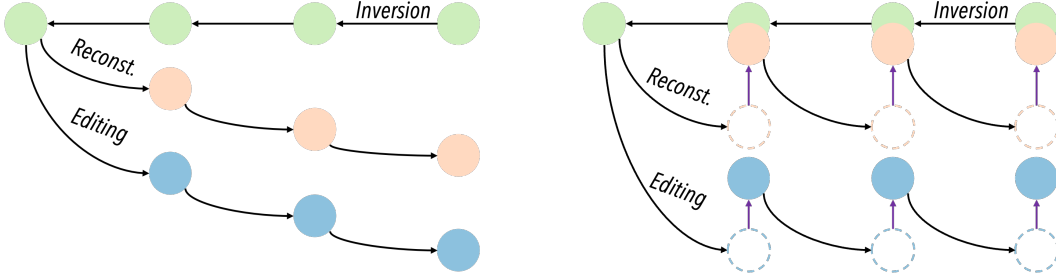 Inversion
Reconst.
Editing
Inversion
Reconst.
Editing